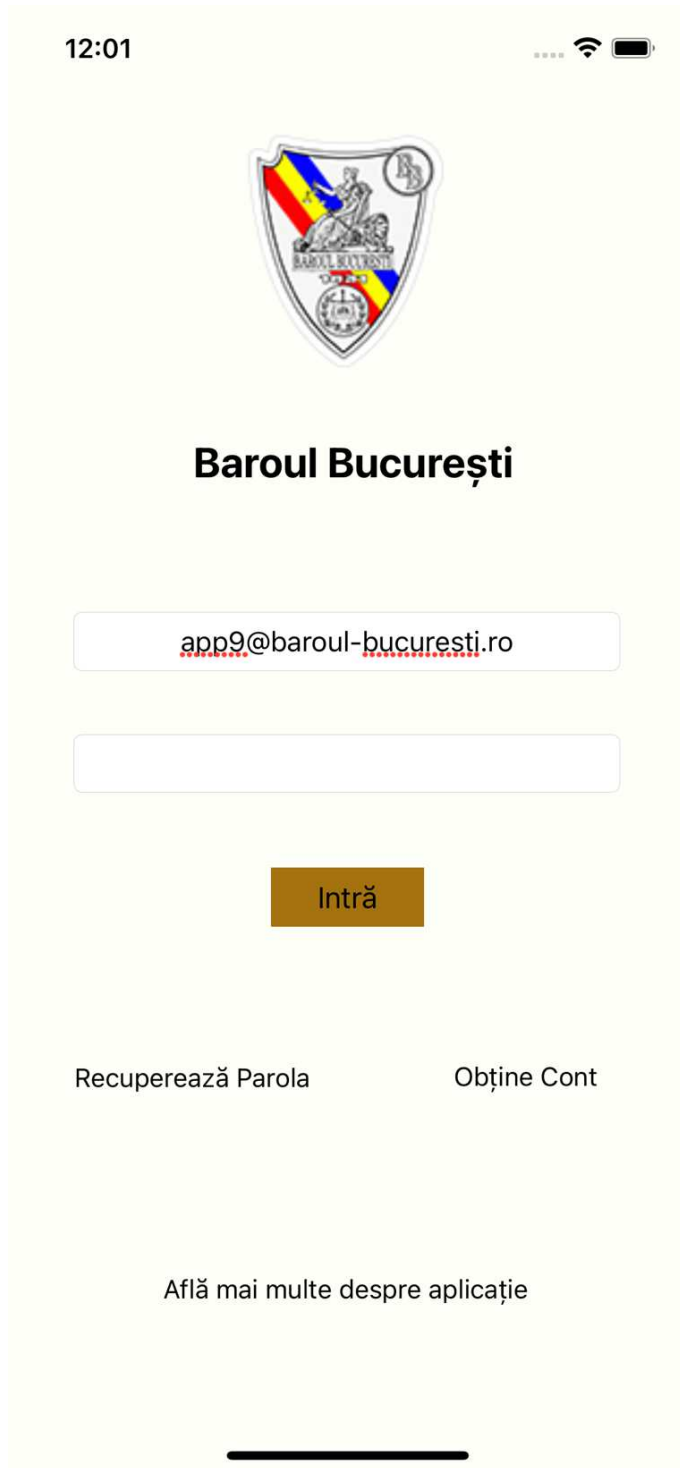 12:01
BB
BAROUL BUCUREȘTI
Baroul București
app9@baroul-bucuresti.ro
Intră
Recuperează Parola
Obține Cont
Află mai multe despre aplicație